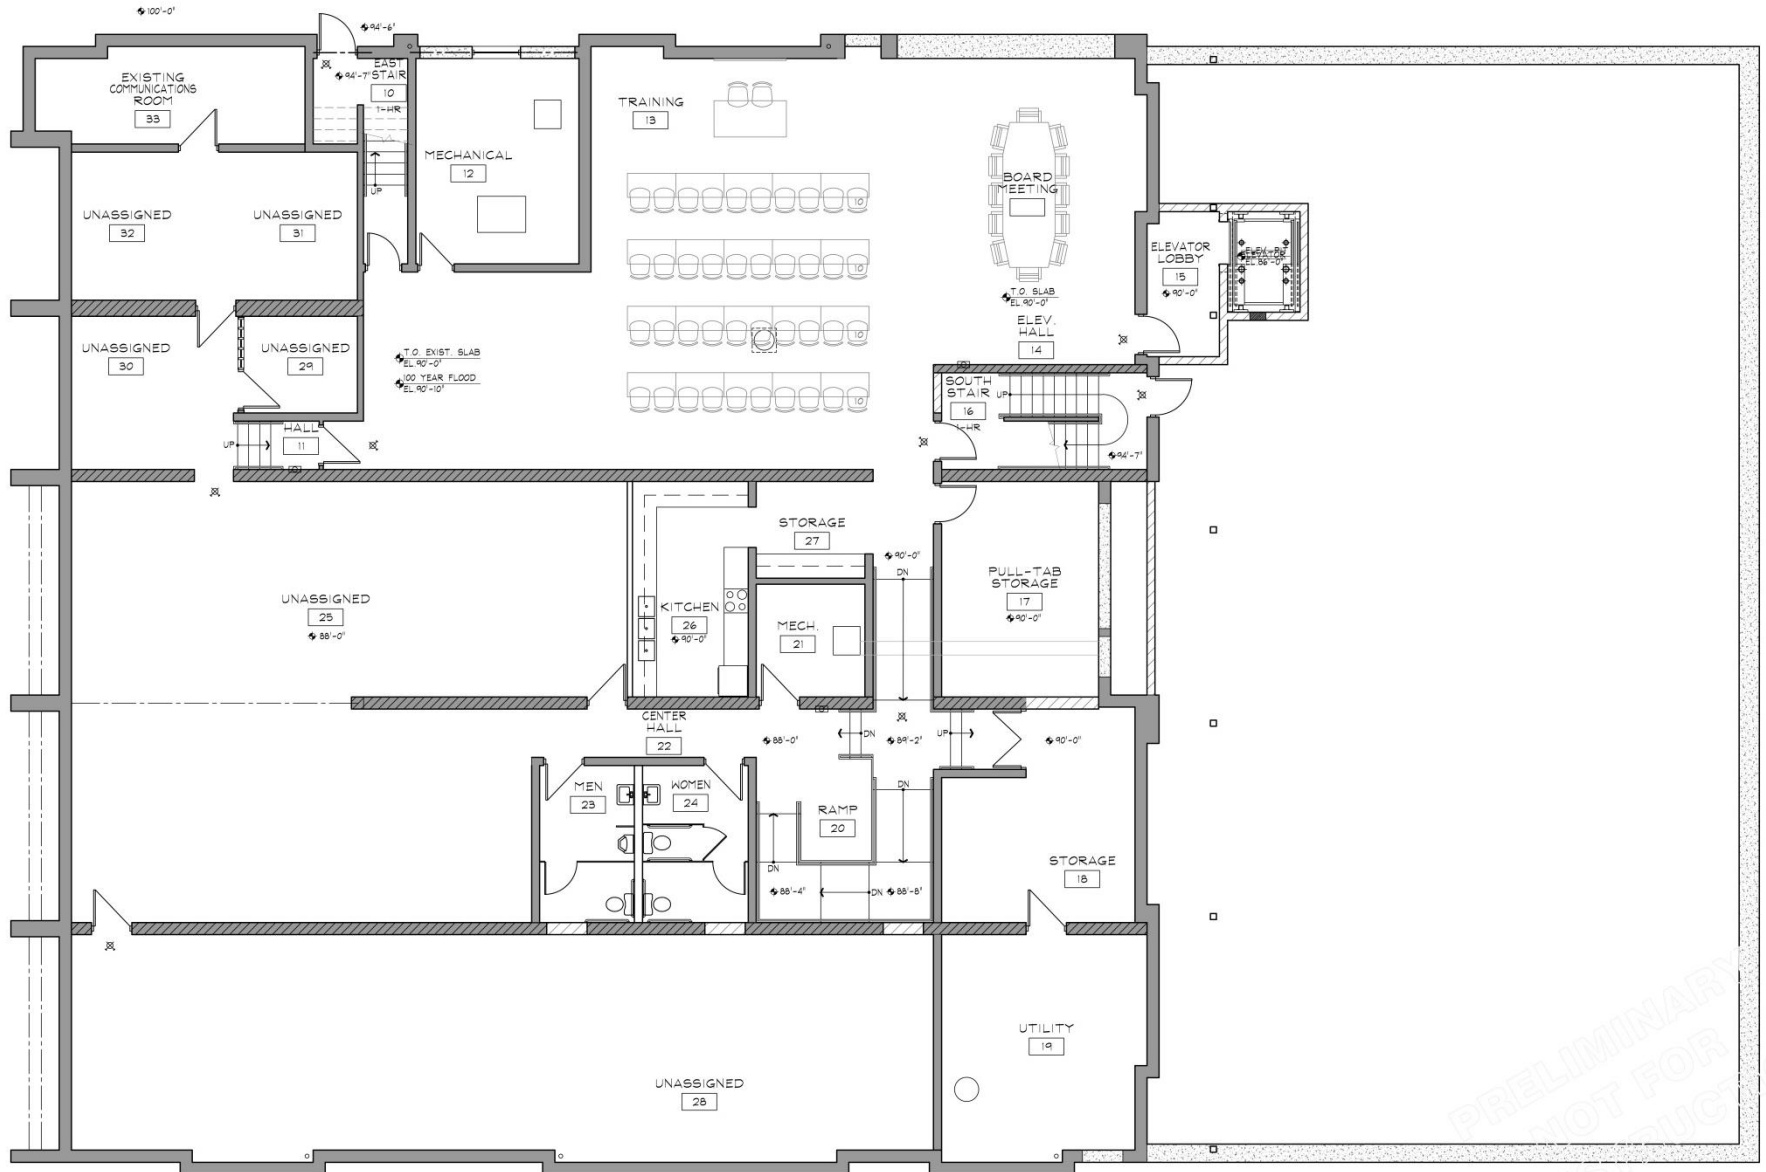 100'-0"
94'-6"
EXISTING
COMMUNICATIONS
ROOM
33
EAST
94'-7" STAIR
10
1-HR
UP
MECHANICAL
12
TRAINING
13
BOARD
MEETING
10
10
10
10
UNASSIGNED
32
UNASSIGNED
31
ELEVATOR
LOBBY
15
90'-0"
T.O. SLAB
EL.90'-0"
ELEV.
HALL
14
UNASSIGNED
30
UNASSIGNED
29
T.O. EXIST. SLAB
EL.90'-0"
100 YEAR FLOOD
EL.90'-10"
SOUTH
STAIR
16
1-HR
UP
94'-7"
HALL
11
UP
STORAGE
27
90'-0"
DN
UNASSIGNED
25
88'-0"
KITCHEN
26
90'-0"
MECH.
21
PULL-TAB
STORAGE
17
90'-0"
CENTER
HALL
22
88'-0"
DN
89'-2"
UP
90'-0"
MEN
23
WOMEN
24
DN
RAMP
20
DN
88'-4"
DN
88'-8"
STORAGE
18
UTILITY
19
UNASSIGNED
28
PRELIMINARY
NOT FOR